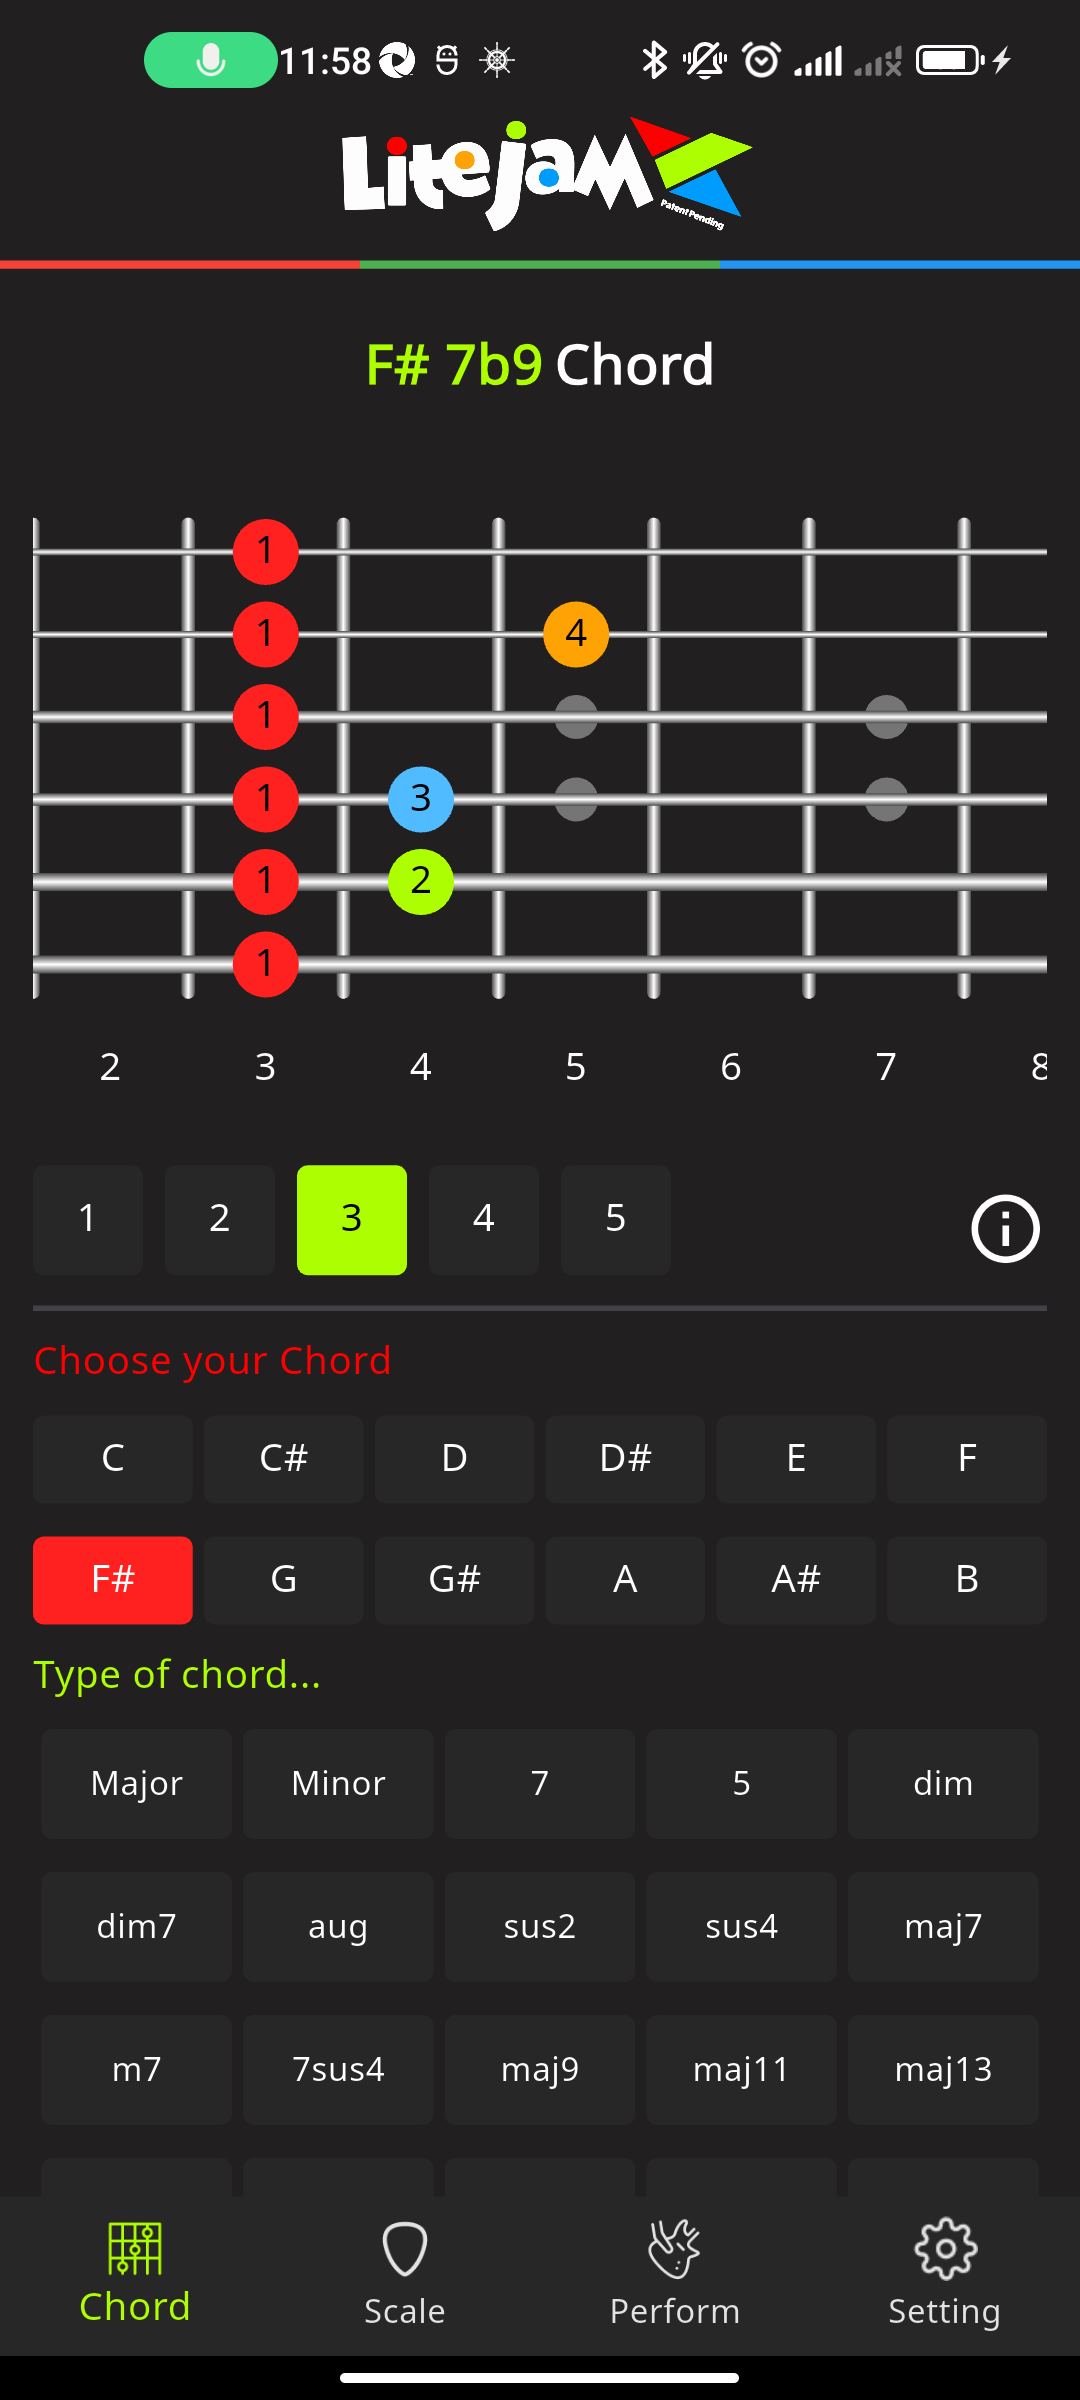 11:58
Litejam
Patent Pending
F# 7b9 Chord
1
1 4
1
1 3
1 2
1
2 3 4 5 6 7 8
1 2 3 4 5
Choose your Chord
C C# D D# E F
F# G G# A A# B
Type of chord...
Major Minor 7 5 dim
dim7 aug sus2 sus4 maj7
m7 7sus4 maj9 maj11 maj13
Chord Scale Perform Setting